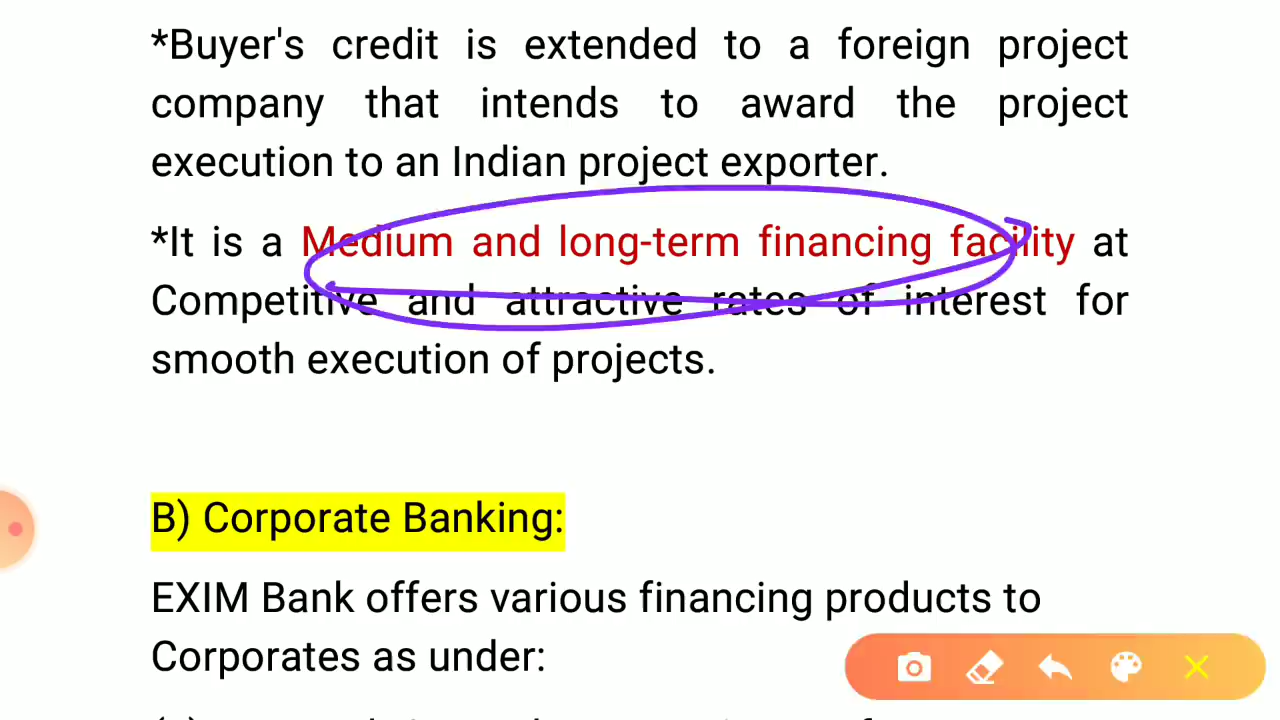 *Buyer's credit is extended to a foreign project
company that intends to award the project
execution to an Indian project exporter.
*It is a Medium and long-term financing facility at
Competitive and attractive rates of interest for
smooth execution of projects.
B) Corporate Banking:
EXIM Bank offers various financing products to
Corporates as under: